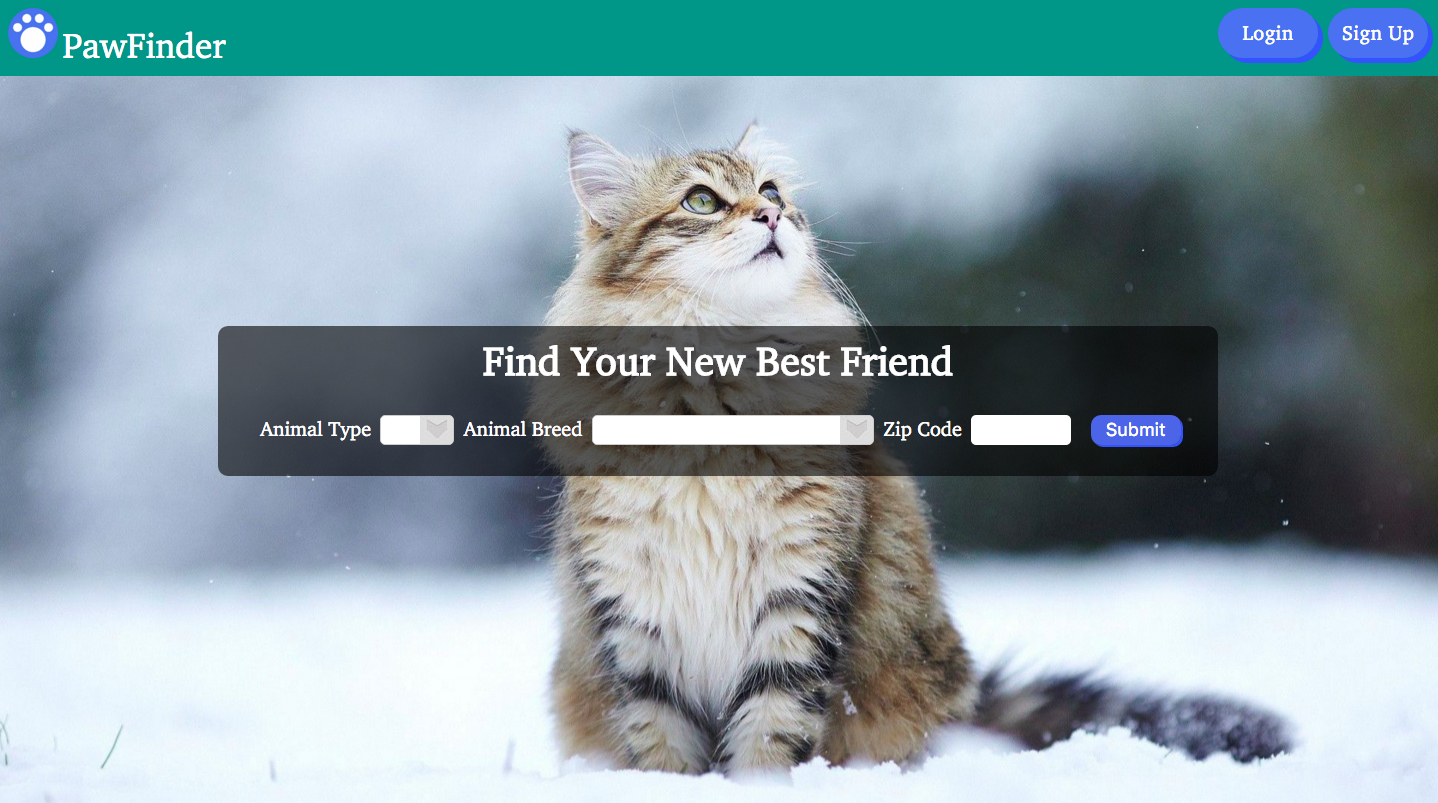 PawFinder
Login
Sign Up
Find Your New Best Friend
Animal Type
Animal Breed
Zip Code
Submit